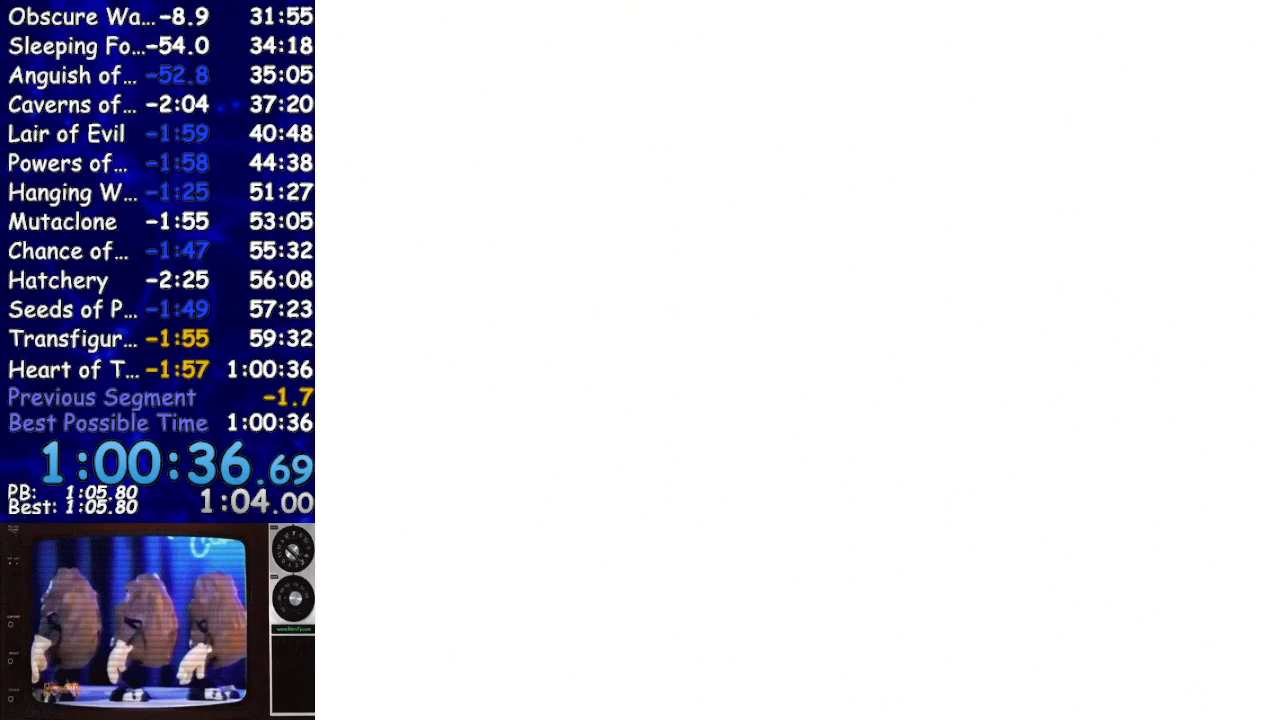 Obscure Wa... -8.9 31:55
Sleeping Fo... -54.0 34:18
Anguish of... -52.8 35:05
Caverns of... -2:04 37:20
Lair of Evil -1:59 40:48
Powers of... -1:58 44:38
Hanging W... -1:25 51:27
Mutaclone -1:55 53:05
Chance of... -1:47 55:32
Hatchery -2:25 56:08
Seeds of P... -1:49 57:23
Transfigur... -1:55 59:32
Heart of T... -1:57 1:00:36
Previous Segment -1.7
Best Possible Time 1:00:36
1:00:36.69
PB: 1:05.80
Best: 1:05.80
1:04.00